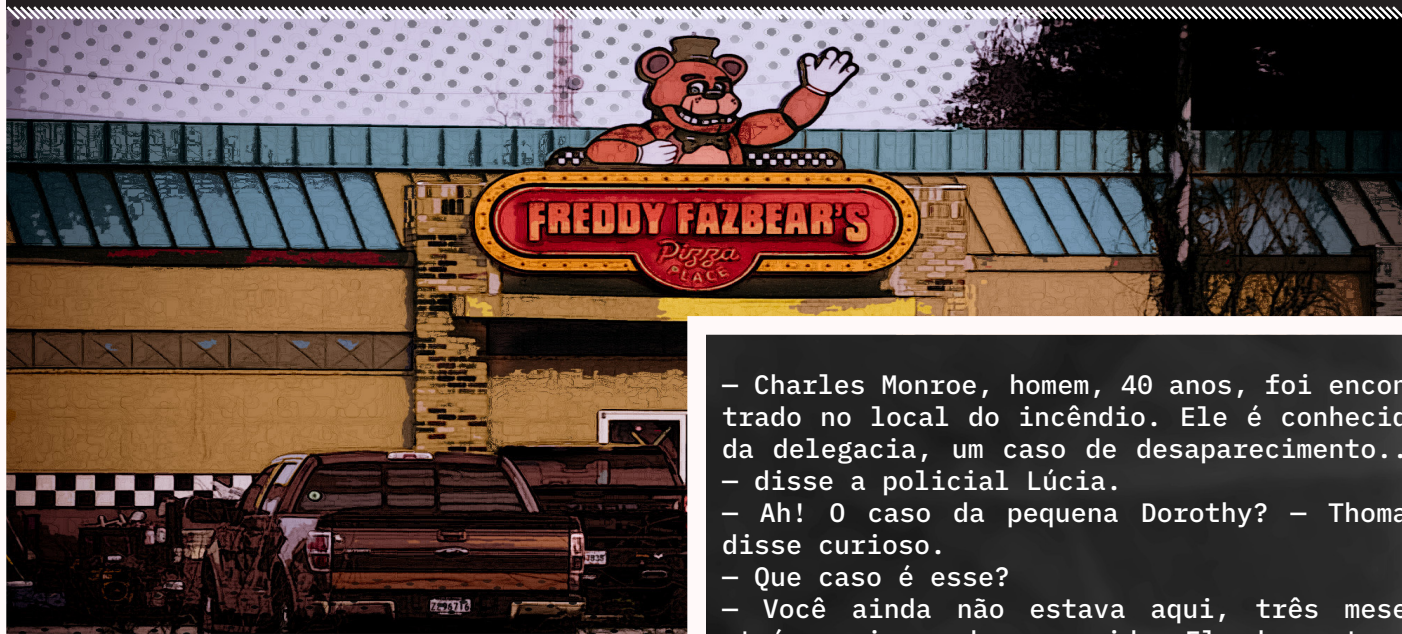 FREDDY FAZBEAR'S
Pizza
PLACE
— Charles Monroe, homem, 40 anos, foi encon
trado no local do incêndio. Ele é conhecid
da delegacia, um caso de desaparecimento..
— disse a policial Lúcia.
— Ah! O caso da pequena Dorothy? — Thoma
disse curioso.
— Que caso é esse?
— Você ainda não estava aqui, três mese